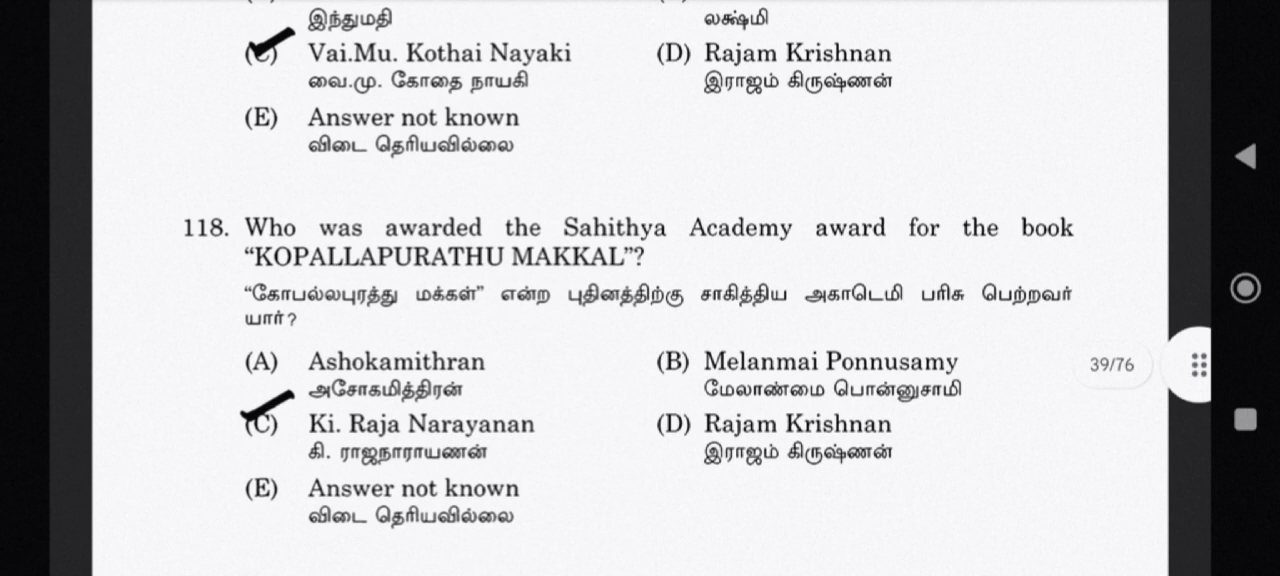 இந்துமதி
லக்ஷ்மி
(C) Vai.Mu. Kothai Nayaki
வை.மு. கோதை நாயகி
(D) Rajam Krishnan
இராஜம் கிருஷ்ணன்
(E) Answer not known
விடை தெரியவில்லை
118. Who was awarded the Sahithya Academy award for the book
“KOPALLAPURATHU MAKKAL”?
“கோபல்லபுரத்து மக்கள்” என்ற புதினத்திற்கு சாகித்திய அகாடெமி பரிசு பெற்றவர்
யார்?
(A) Ashokamithran
அசோகமித்திரன்
(B) Melanmai Ponnusamy
மேலாண்மை பொன்னுசாமி
39/76
(C) Ki. Raja Narayanan
கி. ராஜநாராயணன்
(D) Rajam Krishnan
இராஜம் கிருஷ்ணன்
(E) Answer not known
விடை தெரியவில்லை